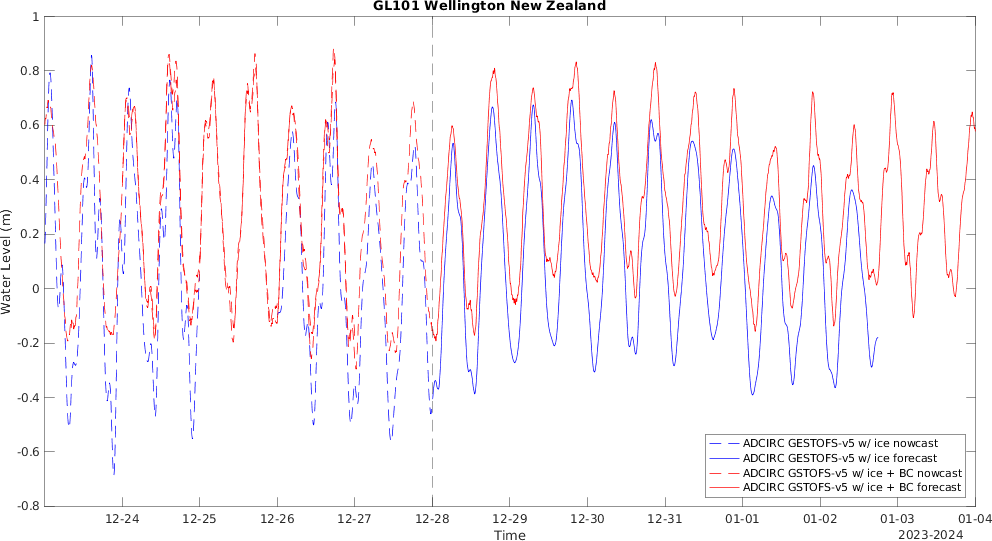 GL101 Wellington New Zealand
1
0.8
0.6
0.4
0.2
0
-0.2
-0.4
-0.6
-0.8
Water Level (m)
12-24 12-25 12-26 12-27 12-28 12-29 12-30 12-31 01-01 01-02 01-03 01-04
Time
2023-2024
ADCIRC GESTOFS-v5 w/ ice nowcast
ADCIRC GESTOFS-v5 w/ ice forecast
ADCIRC GSTOFS-v5 w/ ice + BC nowcast
ADCIRC GSTOFS-v5 w/ ice + BC forecast